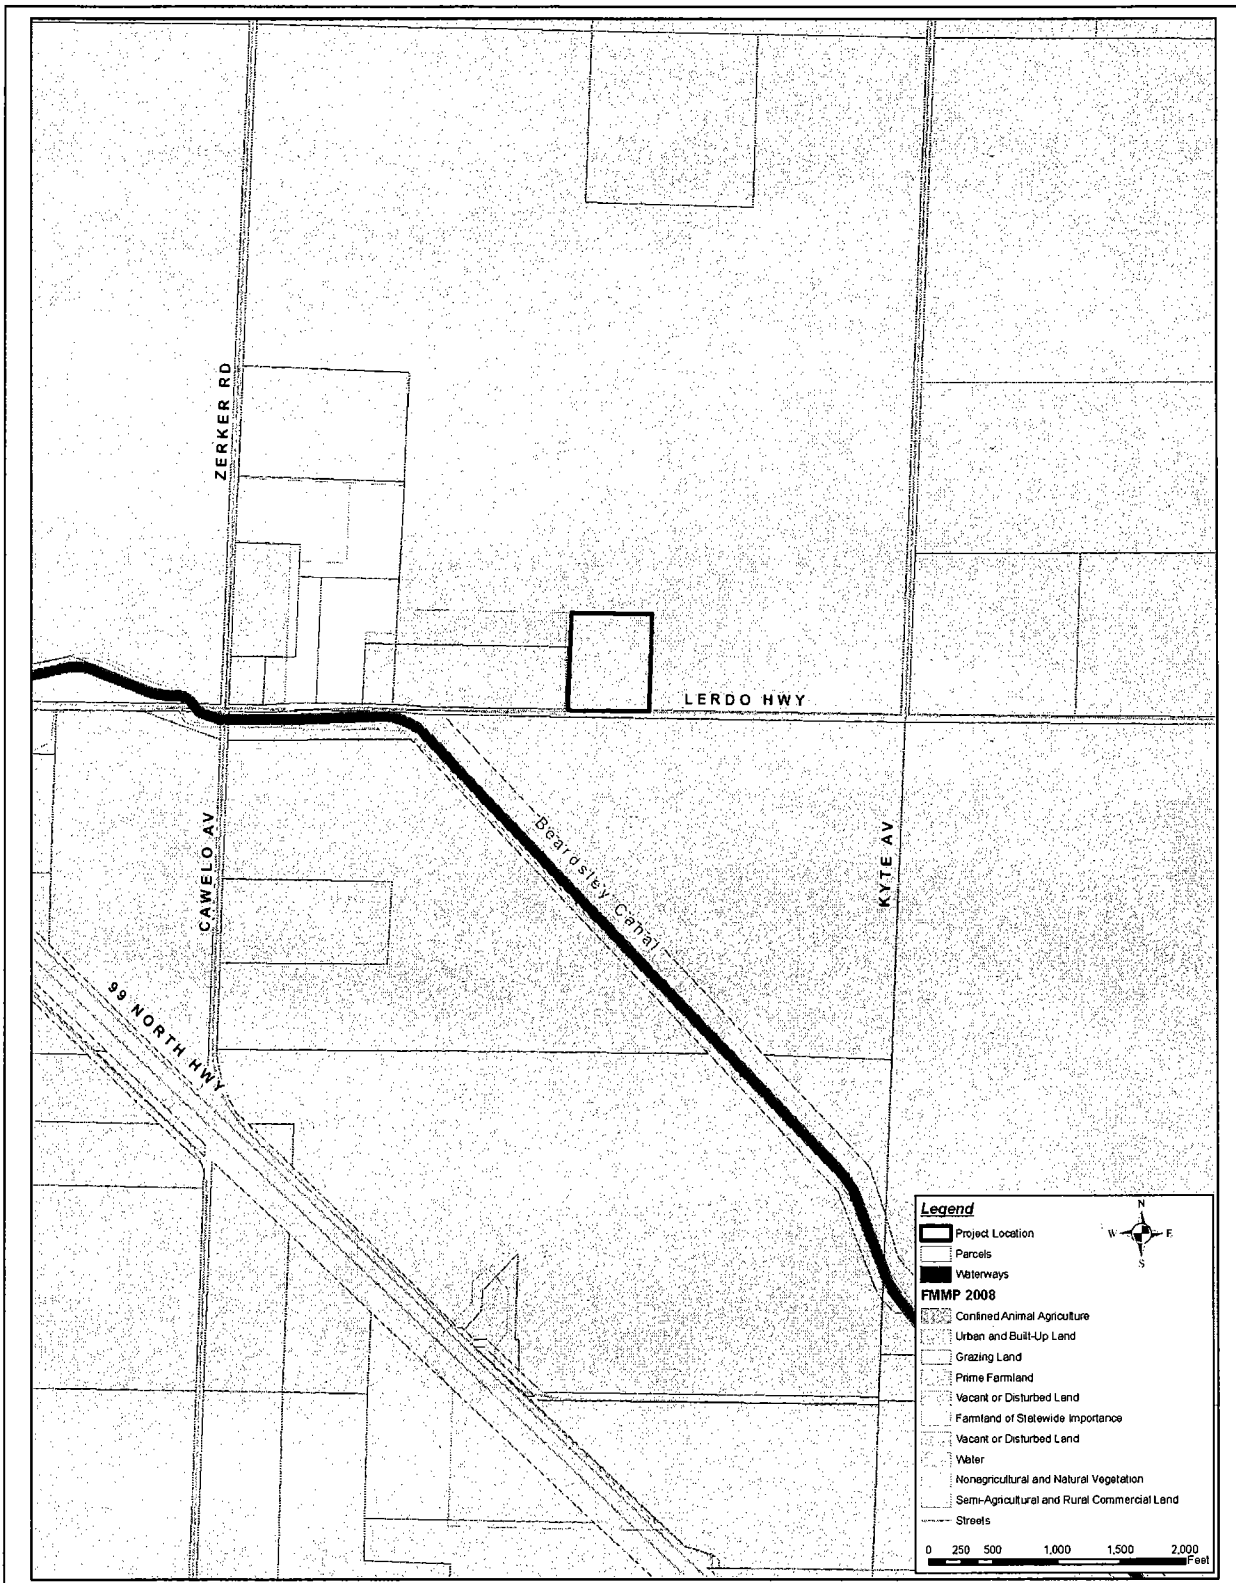 ZERKER RD
LERDO HWY
CAWELO AV
Beardsley Canal
KYTE AV
99 NORTH HWY
Legend
N
W E
S
Project Location
Parcels
Waterways
FMMP 2008
Confined Animal Agriculture
Urban and Built-Up Land
Grazing Land
Prime Farmland
Vacant or Disturbed Land
Farmland of Statewide Importance
Vacant or Disturbed Land
Water
Nonagricultural and Natural Vegetation
Semi-Agricultural and Rural Commercial Land
Streets
0 250 500 1,000 1,500 2,000
Feet